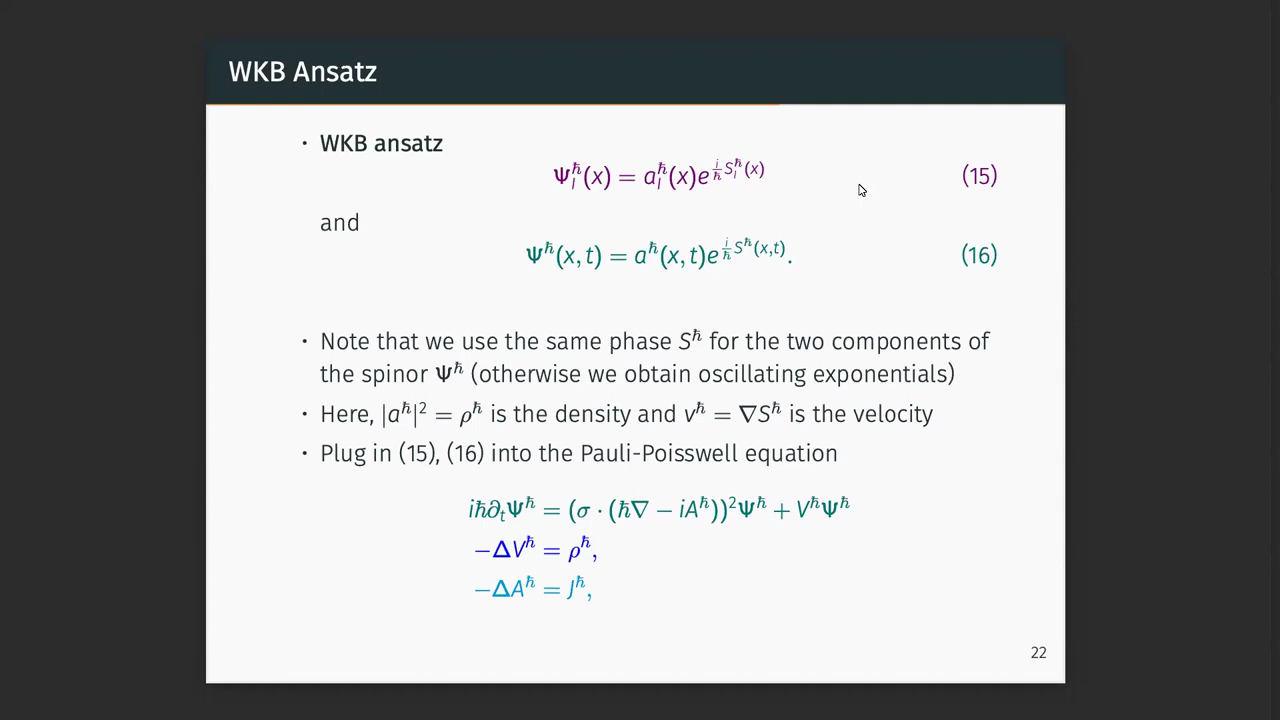 WKB Ansatz
• WKB ansatz
Ψ_I^ħ(x) = a_I^ħ(x)e^{\frac{i}{ħ}S_I^ħ(x)} (15)
and
Ψ^ħ(x, t) = a^ħ(x, t)e^{\frac{i}{ħ}S^ħ(x,t)}. (16)
• Note that we use the same phase S^ħ for the two components of
the spinor Ψ^ħ (otherwise we obtain oscillating exponentials)
• Here, |a^ħ|² = ρ^ħ is the density and v^ħ = ∇S^ħ is the velocity
• Plug in (15), (16) into the Pauli-Poisswell equation
iħ∂_tΨ^ħ = (σ · (ħ∇ − iA^ħ))²Ψ^ħ + V^ħΨ^ħ
−ΔV^ħ = ρ^ħ,
−ΔA^ħ = J^ħ,
22